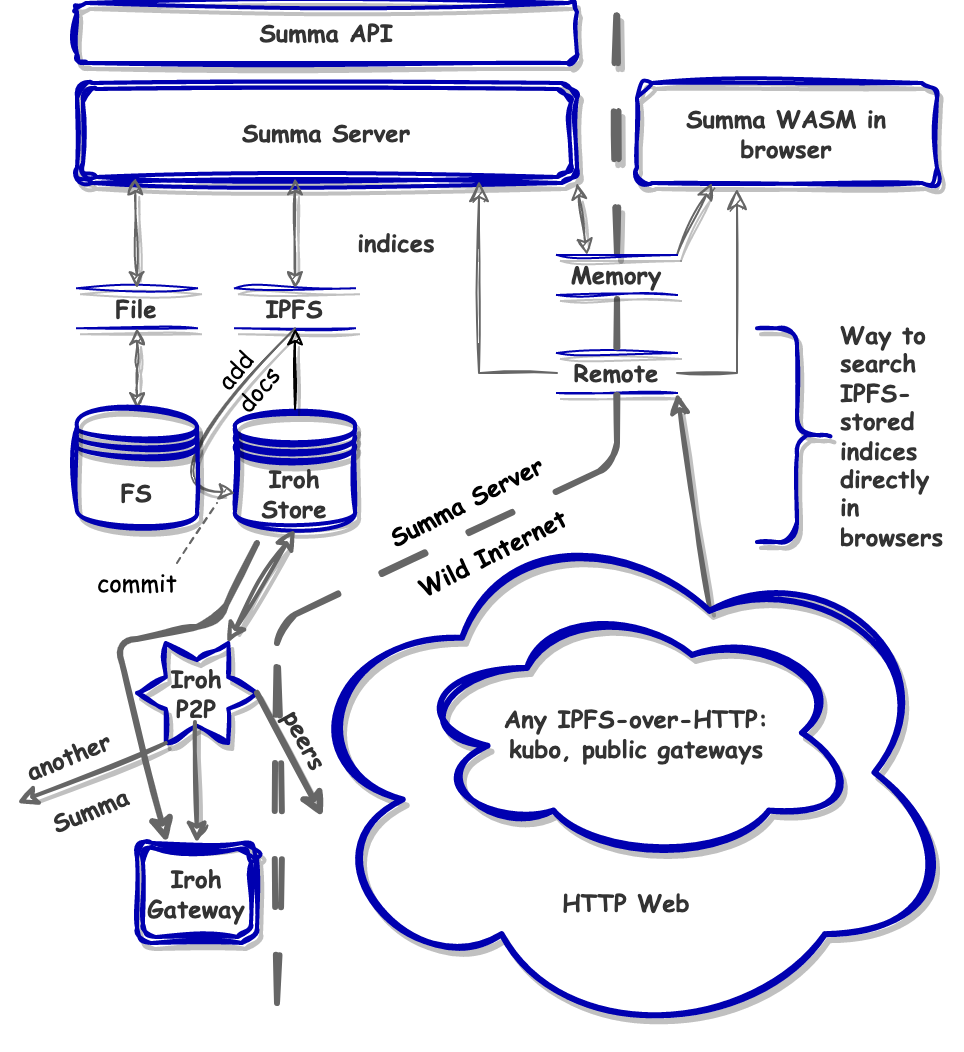 Summa API
Summa Server
Summa WASM in
browser
indices
Memory
File
IPFS
Remote
Way to
search
IPFS-
stored
indices
directly
in
browsers
add
docs
FS
Iroh
Store
commit
Summa Server
Wild Internet
Iroh
P2P
another
Summa
peers
Any IPFS-over-HTTP:
kubo, public gateways
Iroh
Gateway
HTTP Web